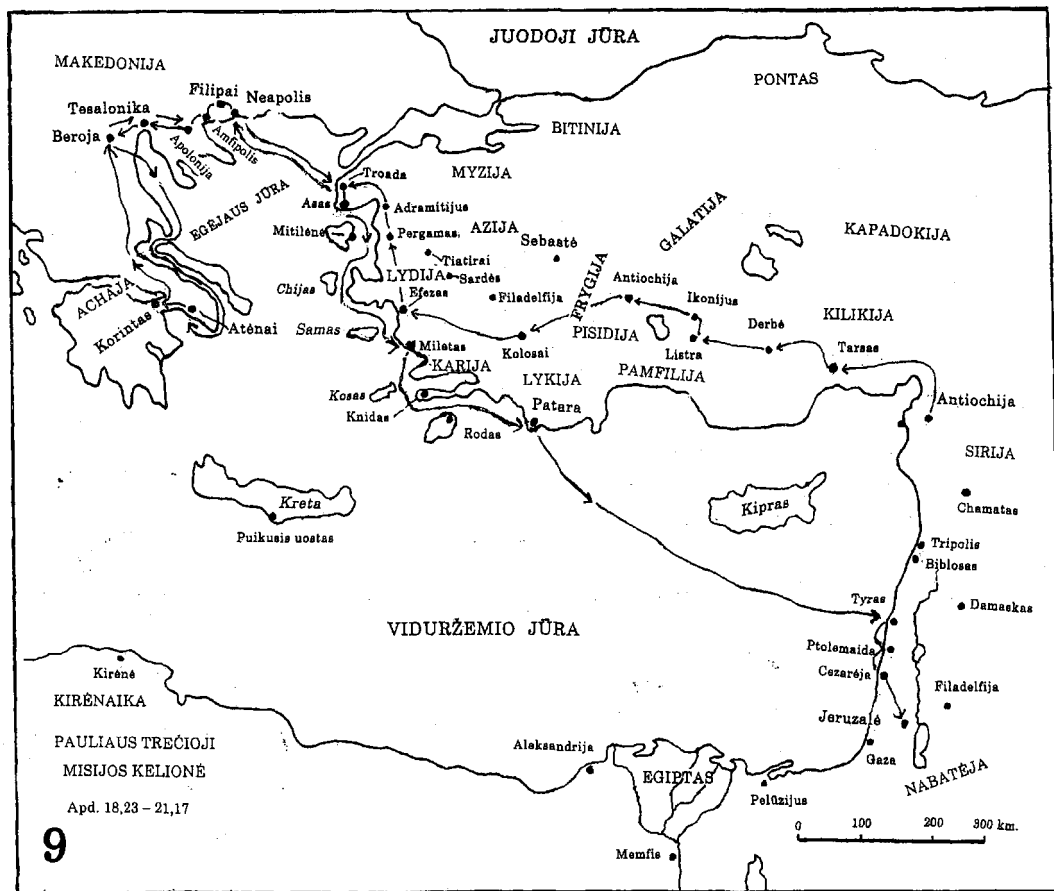 JUODOJI JŪRA
MAKEDONIJA
PONTAS
Filipai
Neapolis
Tesalonika
Beroja
Amfipolis
Apolonija
BITINIJA
MYZIJA
Troada
Asas
Adramitijus
EGĖJAUS JŪRA
GALATIJA
KAPADOKIJA
Mitilėnė
Pergamas
AZIJA
Sebastė
Tiatirai
Sardės
LYDIJA
Chijas
Efezas
Filadelfija
FRYGIJA
Antiochija
Ikonijus
ACHAJA
Korintas
Atėnai
Samas
Miletas
Kolosai
PISIDIJA
Listra
Derbė
KILIKIJA
Tarsas
KARIJA
LYKIJA
PAMFILIJA
Kosas
Knidas
Rodas
Patara
Antiochija
SIRIJA
Chamatas
Kreta
Puikusis uostas
Kipras
Tripolis
Biblosas
Tyras
Damaskas
VIDURŽEMIO JŪRA
Ptolemaida
Cezarėja
Filadelfija
Jeruzalė
Gaza
NABATĖJA
Kirėnė
KIRĖNAIKA
PAULIAUS TREČIOJI
MISIJOS KELIONĖ
Apd. 18,23 – 21,17
9
Aleksandrija
EGIPTAS
Pelūzijus
Memfis
0 100 200 300 km.